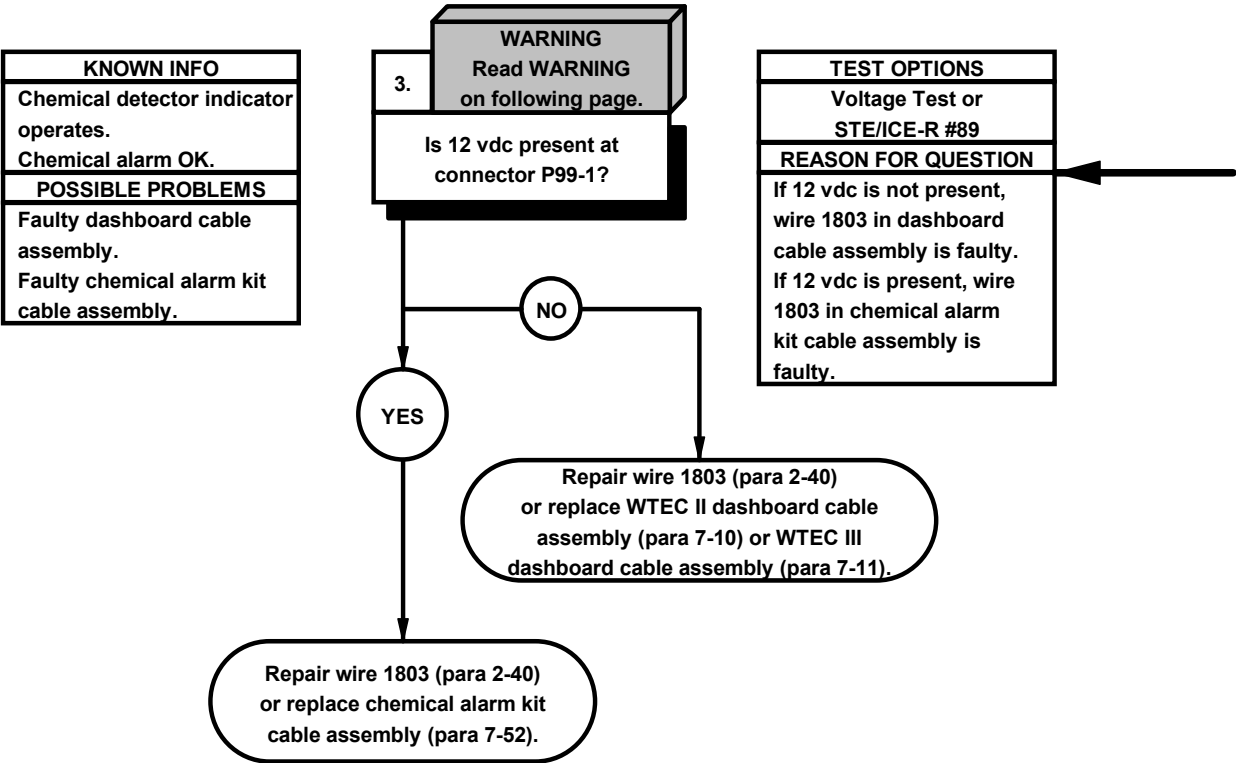 KNOWN INFO
Chemical detector indicator
operates.
Chemical alarm OK.
POSSIBLE PROBLEMS
Faulty dashboard cable
assembly.
Faulty chemical alarm kit
cable assembly.
3.
WARNING
Read WARNING
on following page.
Is 12 vdc present at
connector P99-1?
TEST OPTIONS
Voltage Test or
STE/ICE-R #89
REASON FOR QUESTION
If 12 vdc is not present,
wire 1803 in dashboard
cable assembly is faulty.
If 12 vdc is present, wire
1803 in chemical alarm
kit cable assembly is
faulty.
NO
YES
Repair wire 1803 (para 2-40)
or replace WTEC II dashboard cable
assembly (para 7-10) or WTEC III
dashboard cable assembly (para 7-11).
Repair wire 1803 (para 2-40)
or replace chemical alarm kit
cable assembly (para 7-52).